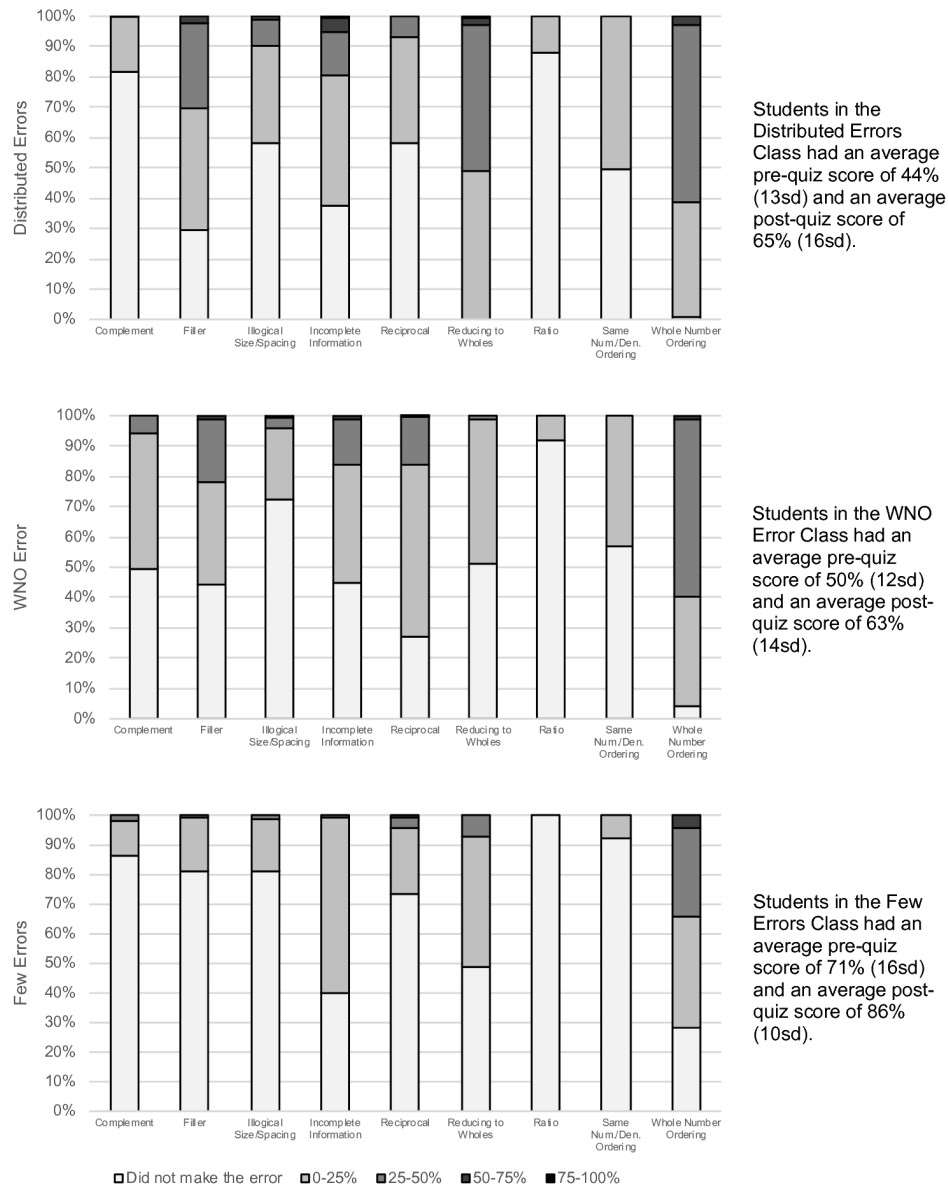 100%
90%
80%
70%
60%
50%
40%
30%
20%
10%
0%
Distributed Errors
Complement
Filler
Illogical
Size/Spacing
Incomplete
Information
Reciprocal
Reducing to
Wholes
Ratio
Same
Num./Den.
Ordering
Whole Number
Ordering
Students in the
Distributed Errors
Class had an average
pre-quiz score of 44%
(13sd) and an average
post-quiz score of
65% (16sd).
100%
90%
80%
70%
60%
50%
40%
30%
20%
10%
0%
WNO Error
Complement
Filler
Illogical
Size/Spacing
Incomplete
Information
Reciprocal
Reducing to
Wholes
Ratio
Same
Num./Den.
Ordering
Whole
Number
Ordering
Students in the WNO
Error Class had an
average pre-quiz
score of 50% (12sd)
and an average post-
quiz score of 63%
(14sd).
100%
90%
80%
70%
60%
50%
40%
30%
20%
10%
0%
Few Errors
Complement
Filler
Illogical
Size/Spacing
Incomplete
Information
Reciprocal
Reducing to
Wholes
Ratio
Same
Num./Den.
Ordering
Whole Number
Ordering
Students in the Few
Errors Class had an
average pre-quiz
score of 71% (16sd)
and an average post-
quiz score of 86%
(10sd).
Did not make the error 0-25% 25-50% 50-75% 75-100%